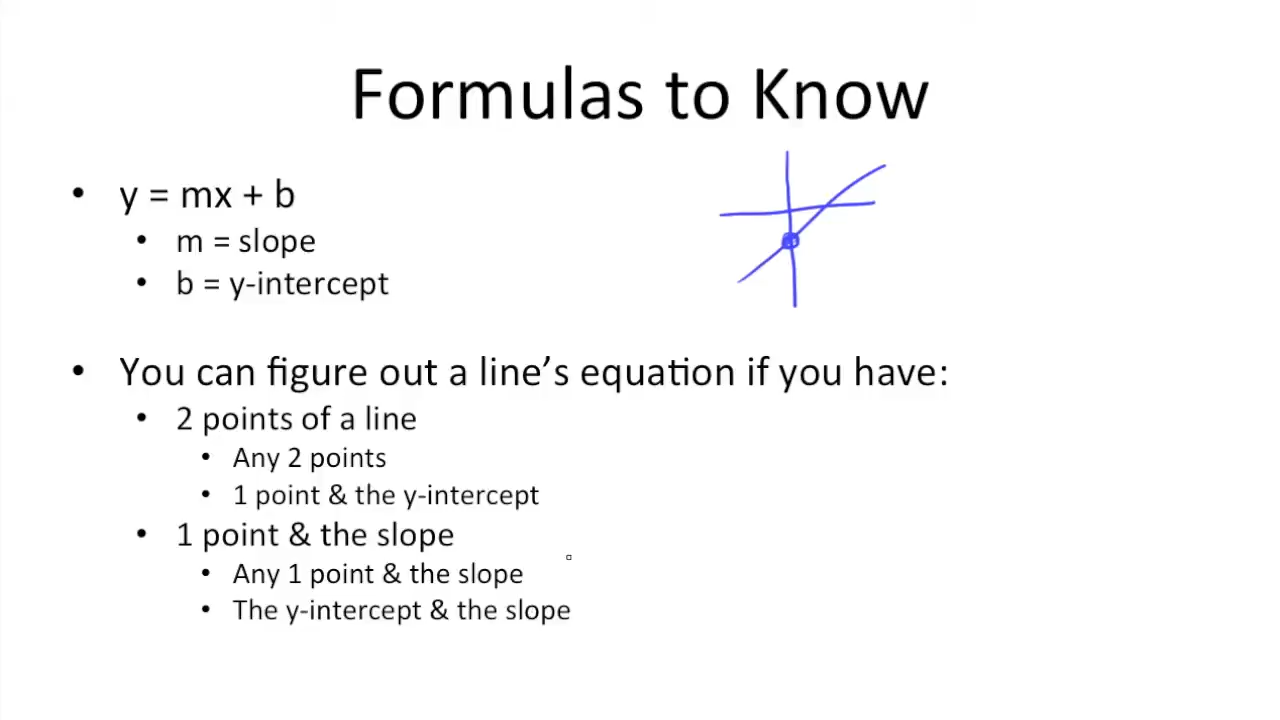 Formulas to Know
• y = mx + b
• m = slope
• b = y-intercept
• You can figure out a line’s equation if you have:
• 2 points of a line
• Any 2 points
• 1 point & the y-intercept
• 1 point & the slope
• Any 1 point & the slope
• The y-intercept & the slope